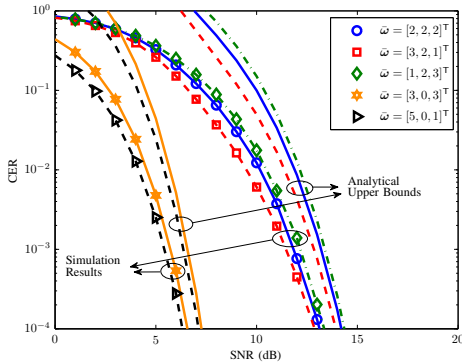 10^0
10^{-1}
10^{-2}
10^{-3}
10^{-4}
CER
0
5
10
15
20
SNR (dB)
ω̄ = [2, 2, 2]^T
ω̄ = [3, 2, 1]^T
ω̄ = [1, 2, 3]^T
ω̄ = [3, 0, 3]^T
ω̄ = [5, 0, 1]^T
Analytical
Upper Bounds
Simulation
Results